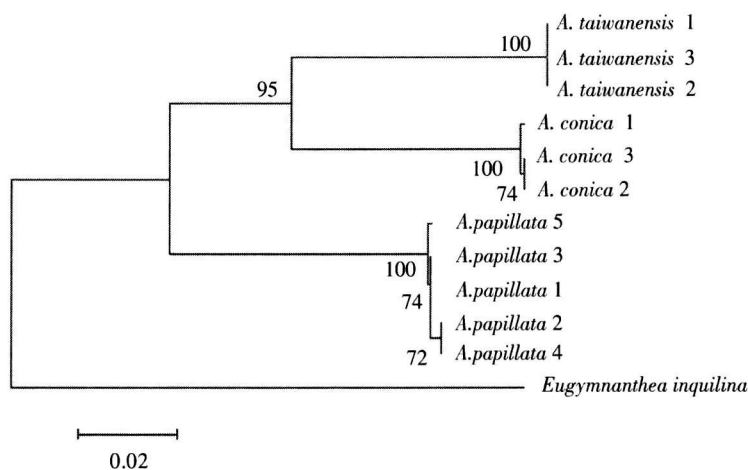 A. taiwanensis 1
100
A. taiwanensis 3
95
A. taiwanensis 2
A. conica 1
A. conica 3
100
74
A. conica 2
A.papillata 5
A.papillata 3
100
A.papillata 1
74
A.papillata 2
72
A.papillata 4
Eugymnanthea inquilina
0.02